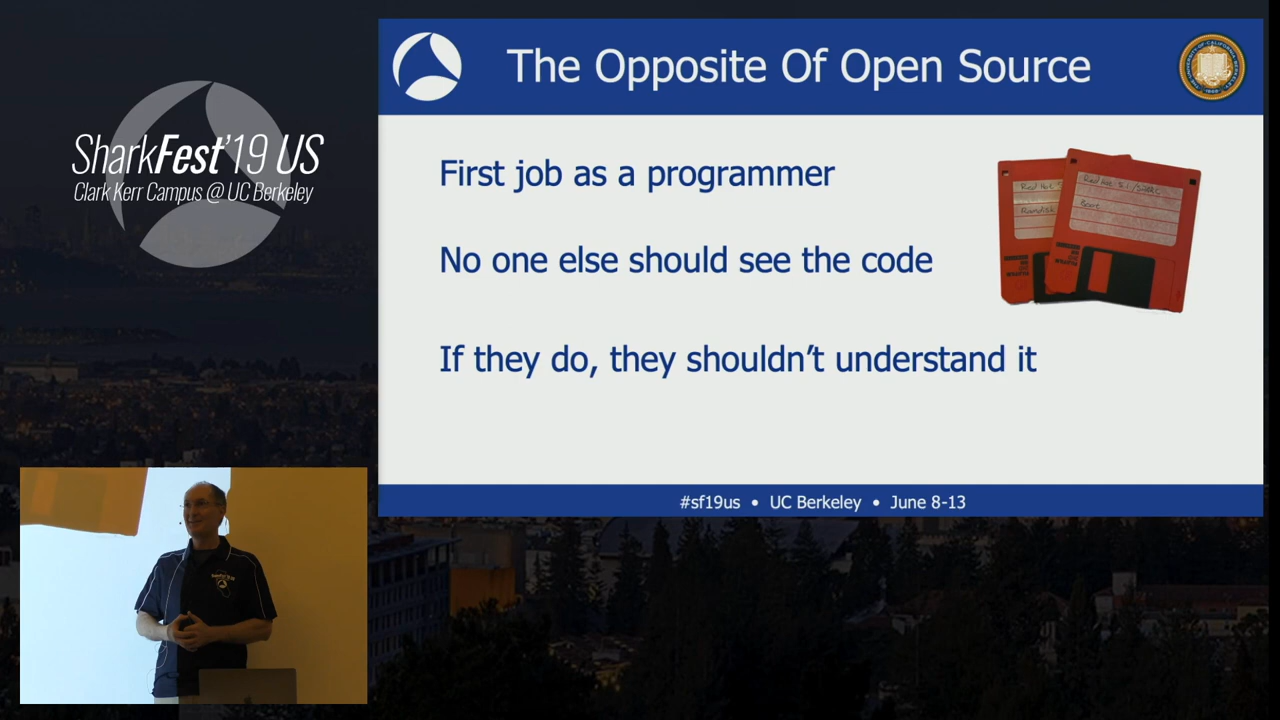 SharkFest'19 US
Clark Kerr Campus @ UC Berkeley
The Opposite Of Open Source
First job as a programmer
No one else should see the code
If they do, they shouldn't understand it
#sf19us • UC Berkeley • June 8-13